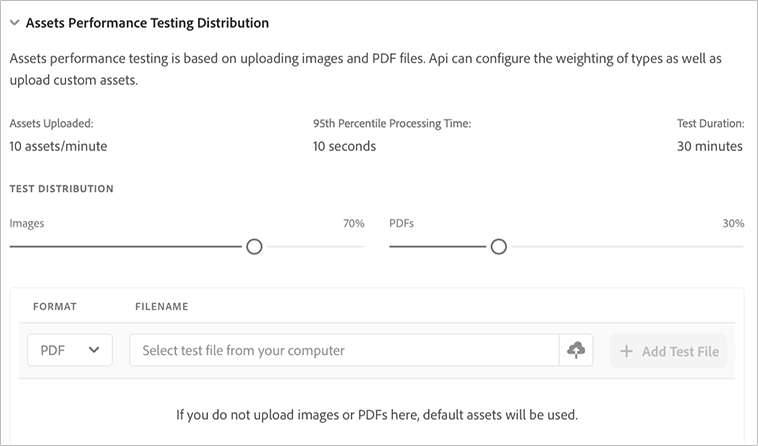 Assets Performance Testing Distribution
Assets performance testing is based on uploading images and PDF files. Api can configure the weighting of types as well as
upload custom assets.
Assets Uploaded: 95th Percentile Processing Time: Test Duration:
10 assets/minute 10 seconds 30 minutes
TEST DISTRIBUTION
Images 70% PDFs 30%
FORMAT FILENAME
PDF Select test file from your computer + Add Test File
If you do not upload images or PDFs here, default assets will be used.